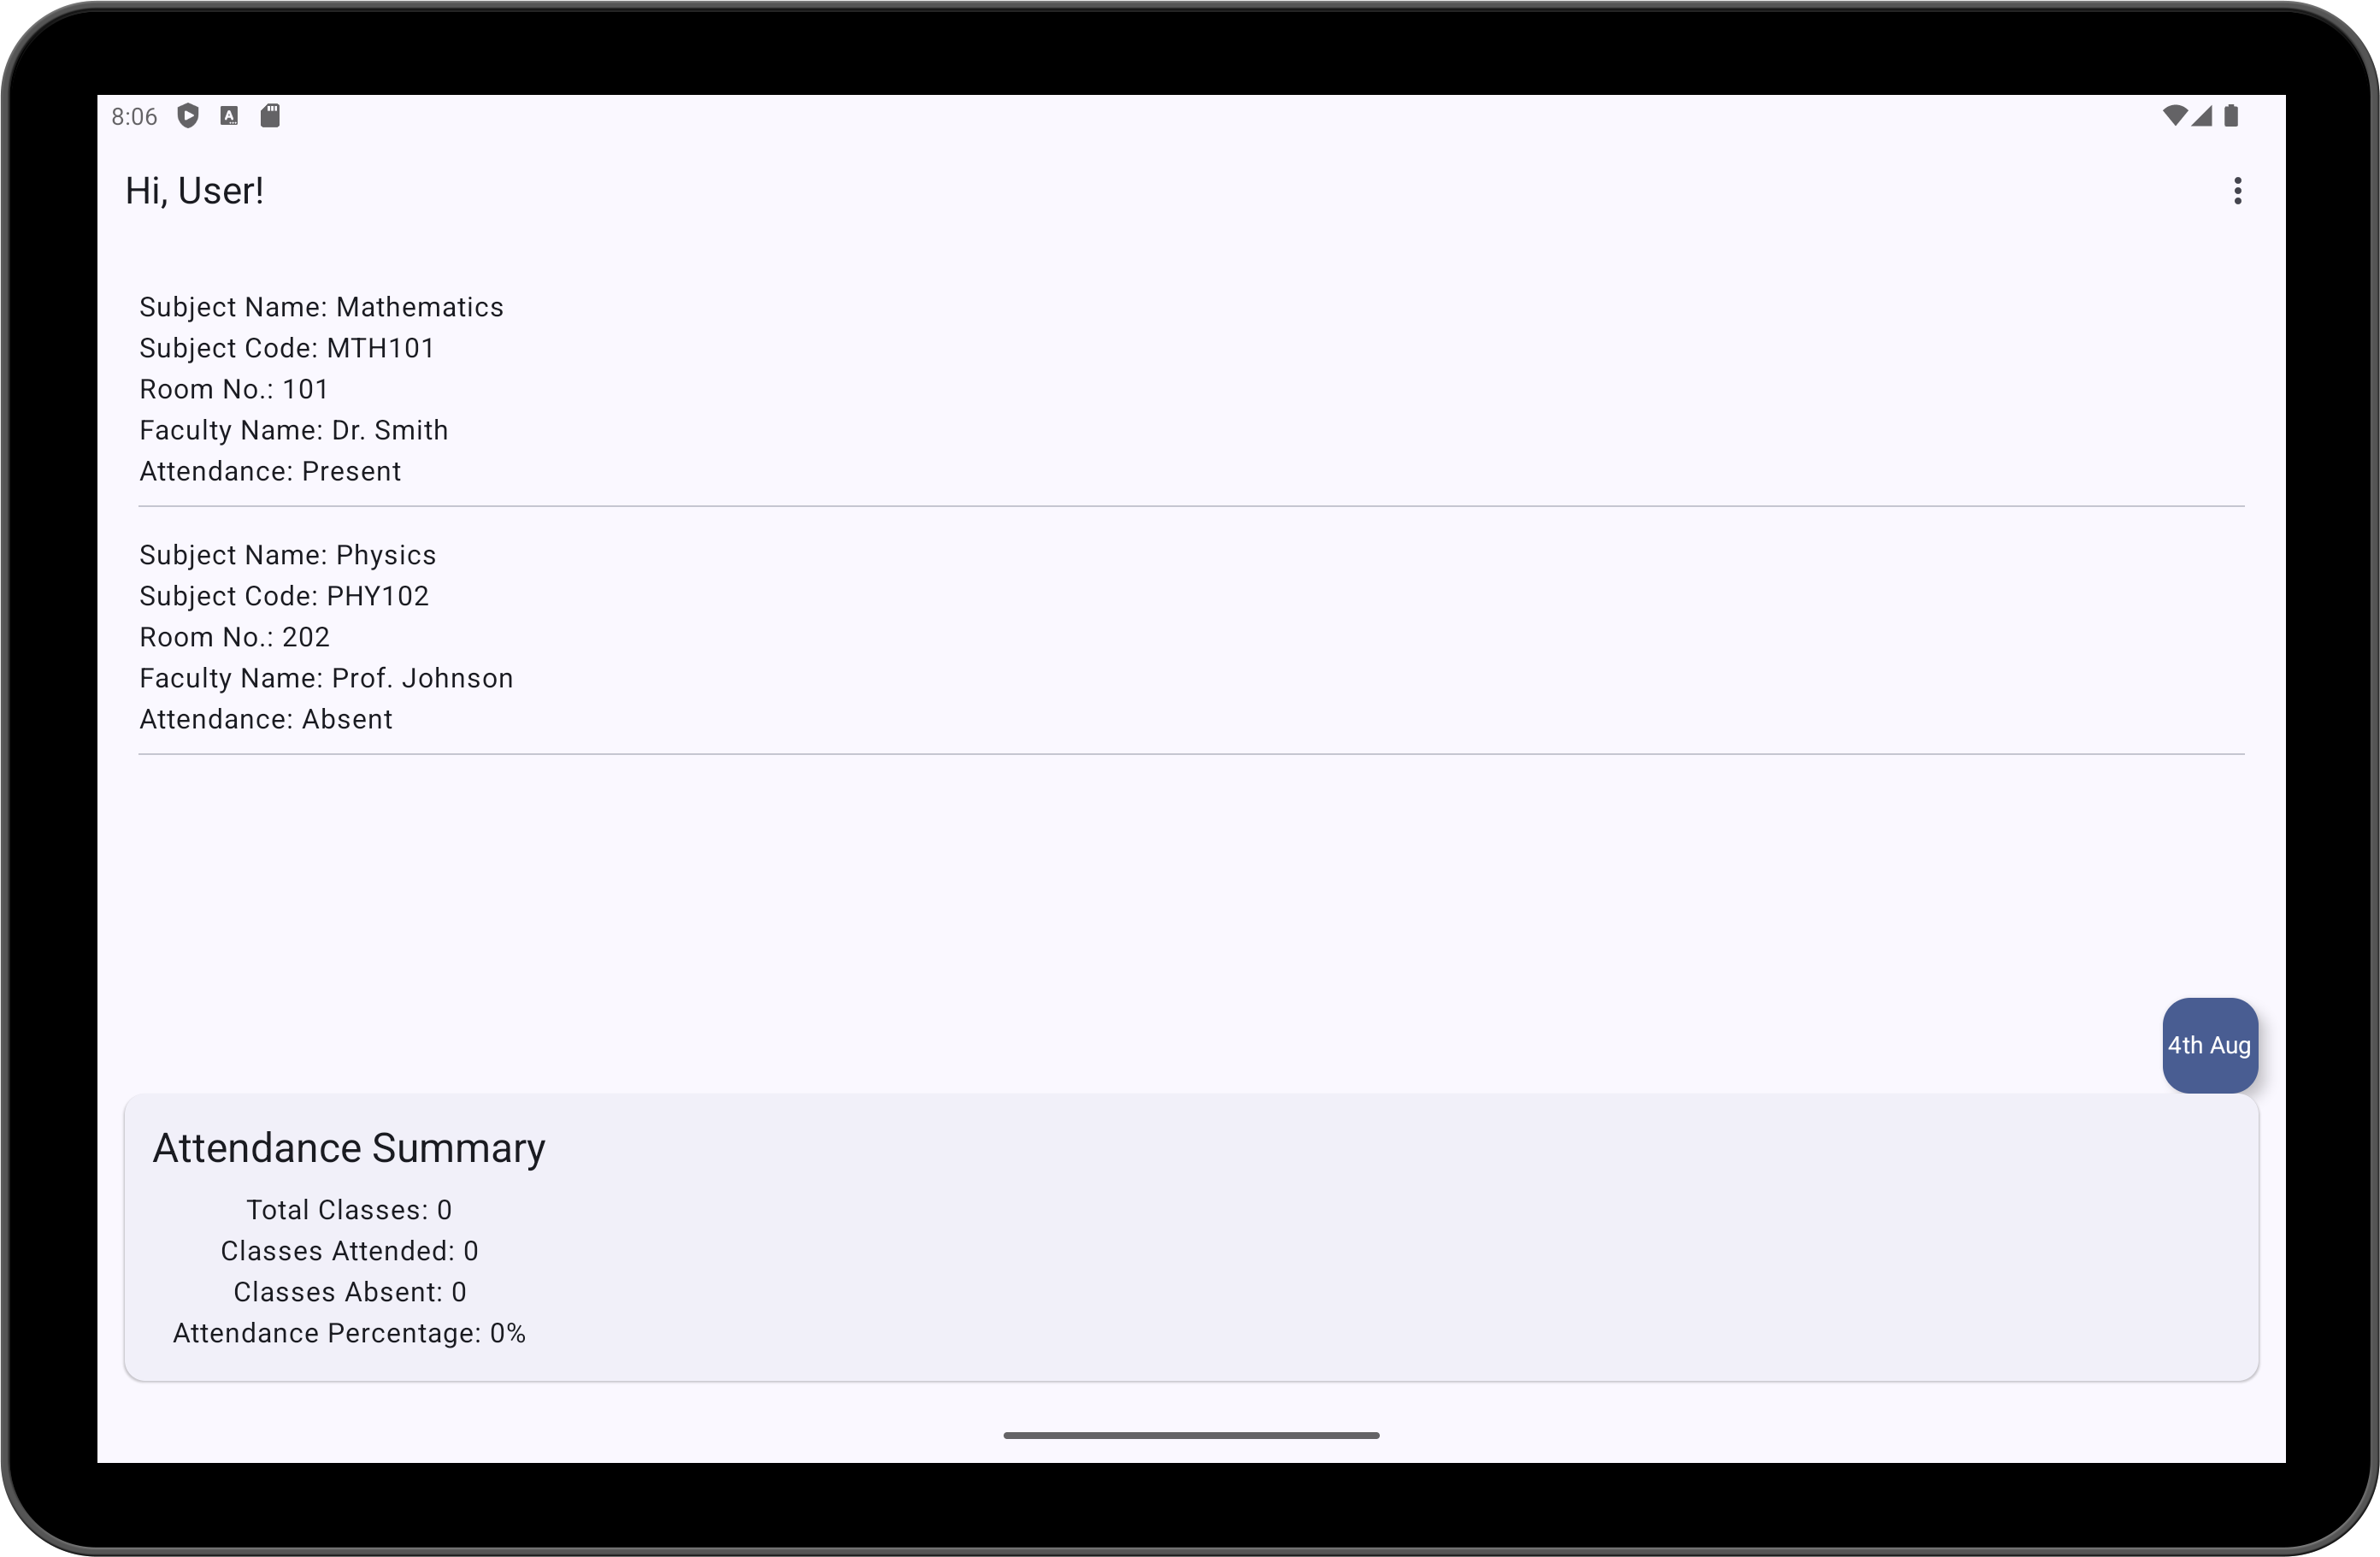 8:06
Hi, User!
Subject Name: Mathematics
Subject Code: MTH101
Room No.: 101
Faculty Name: Dr. Smith
Attendance: Present
Subject Name: Physics
Subject Code: PHY102
Room No.: 202
Faculty Name: Prof. Johnson
Attendance: Absent
4th Aug
Attendance Summary
Total Classes: 0
Classes Attended: 0
Classes Absent: 0
Attendance Percentage: 0%